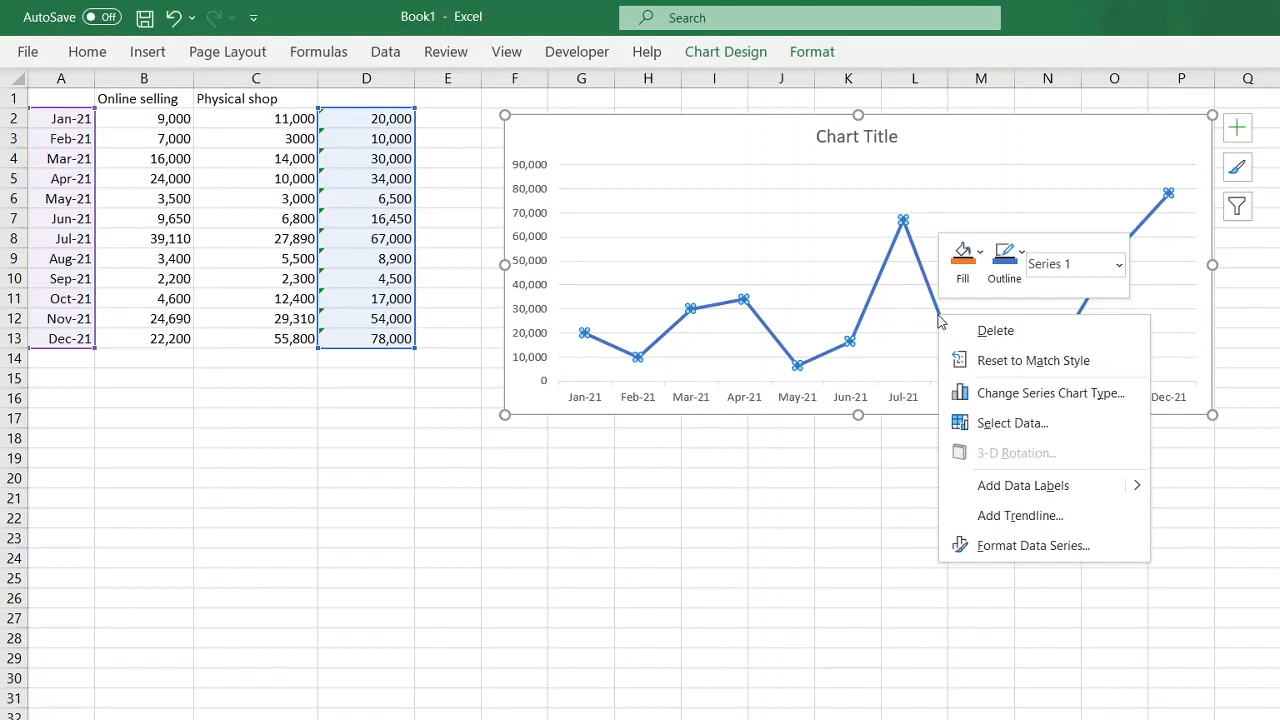 AutoSave Off Book1 - Excel Search
File Home Insert Page Layout Formulas Data Review View Developer Help Chart Design Format
A B C D E F G H I J K L M N O P Q
1 Online selling Physical shop
2 Jan-21 9,000 11,000 20,000
3 Feb-21 7,000 3000 10,000
4 Mar-21 16,000 14,000 30,000
5 Apr-21 24,000 10,000 34,000
6 May-21 3,500 3,000 6,500
7 Jun-21 9,650 6,800 16,450
8 Jul-21 39,110 27,890 67,000
9 Aug-21 3,400 5,500 8,900
10 Sep-21 2,200 2,300 4,500
11 Oct-21 4,600 12,400 17,000
12 Nov-21 24,690 29,310 54,000
13 Dec-21 22,200 55,800 78,000
14
15
16
17
18
19
20
21
22
23
24
25
26
27
28
29
30
31
32
Chart Title
90,000
80,000
70,000
60,000
50,000
40,000
30,000
20,000
10,000
0
Jan-21 Feb-21 Mar-21 Apr-21 May-21 Jun-21 Jul-21 Dec-21
Series 1
Fill Outline
Delete
Reset to Match Style
Change Series Chart Type...
Select Data...
3-D Rotation...
Add Data Labels
Add Trendline...
Format Data Series...